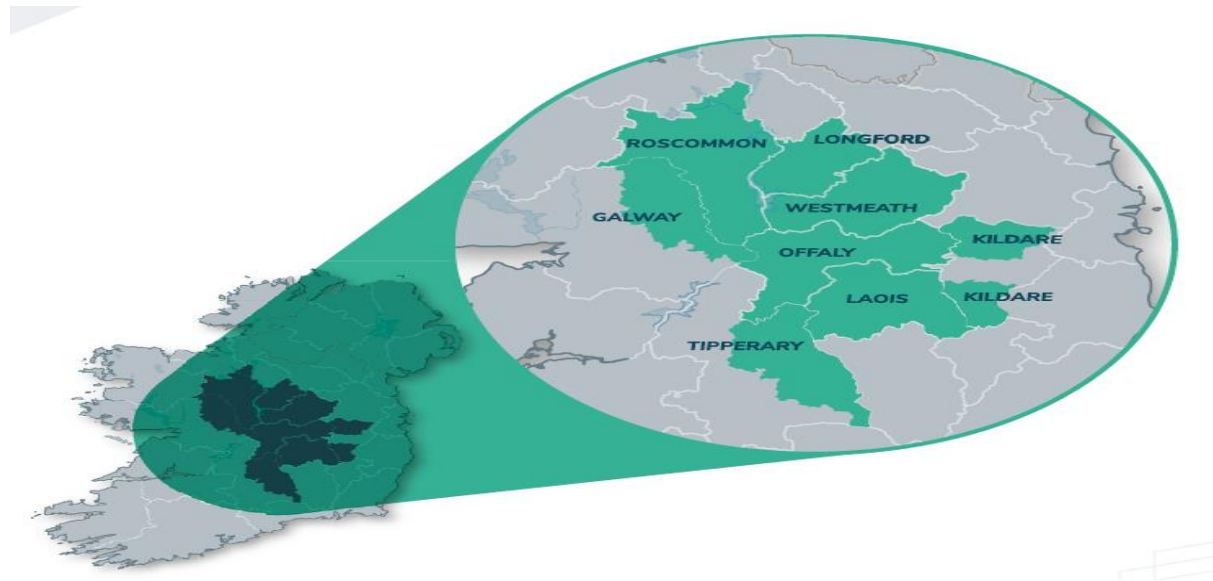 ROSCOMMON
LONGFORD
GALWAY
WESTMEATH
OFFALY
KILDARE
LAOIS
KILDARE
TIPPERARY